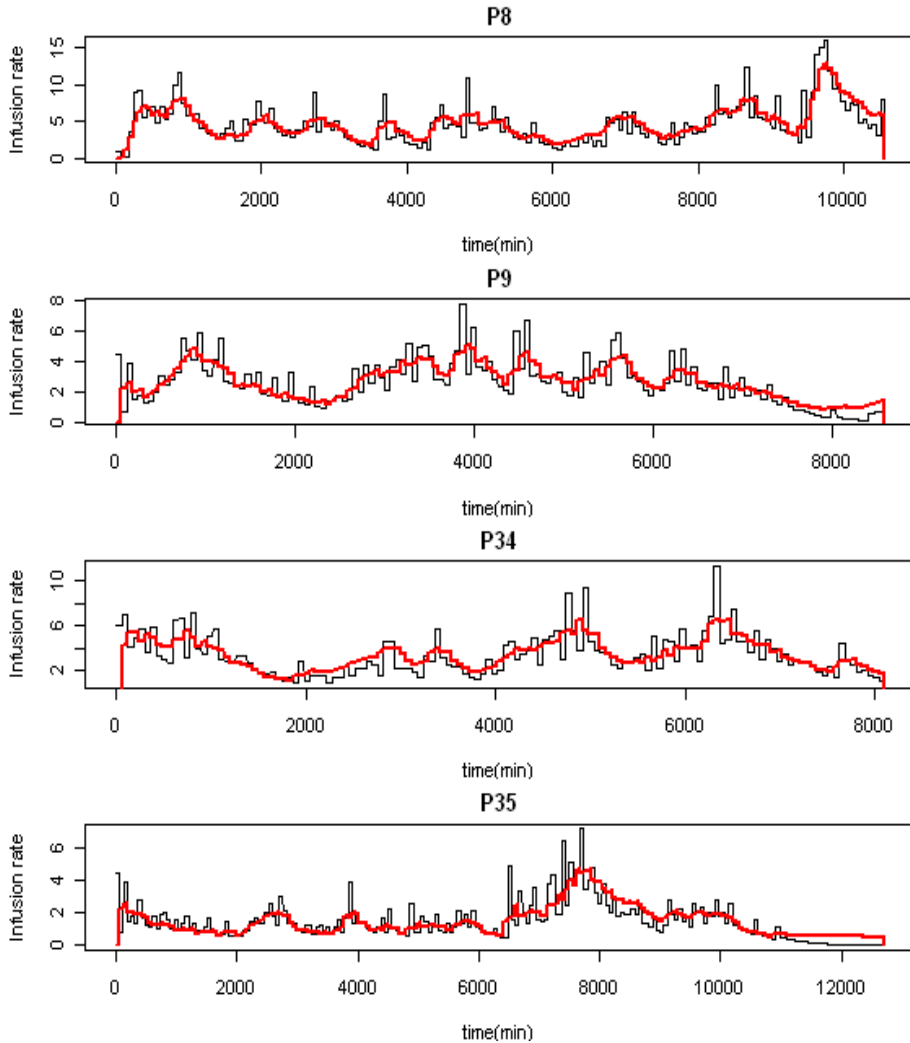 P8
Infusion rate
15
10
5
0
0 2000 4000 6000 8000 10000
time(min)
P9
Infusion rate
8
6
4
2
0
0 2000 4000 6000 8000
time(min)
P34
Infusion rate
10
6
2
0 2000 4000 6000 8000
time(min)
P35
Infusion rate
6
4
2
0
0 2000 4000 6000 8000 10000 12000
time(min)